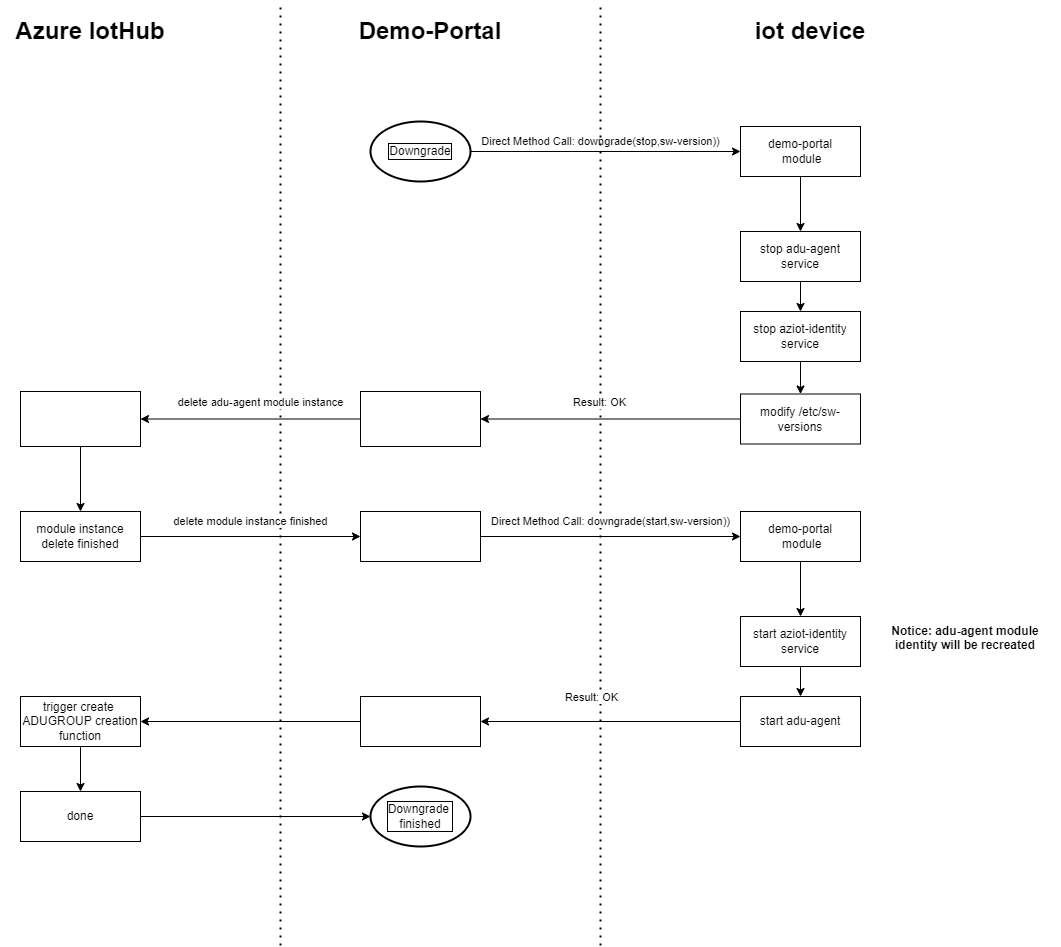 Azure IotHub
Demo-Portal
iot device
Downgrade
Direct Method Call: downgrade(stop,sw-version))
demo-portal
module
stop adu-agent
service
stop aziot-identity
service
delete adu-agent module instance
Result: OK
modify /etc/sw-
versions
module instance
delete finished
delete module instance finished
Direct Method Call: downgrade(start,sw-version))
demo-portal
module
start aziot-identity
service
Notice: adu-agent module
identity will be recreated
trigger create
ADUGROUP creation
function
Result: OK
start adu-agent
done
Downgrade
finished